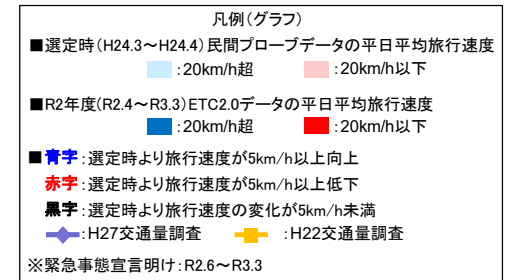 凡例(グラフ)
■選定時(H24.3～H24.4)民間プローブデータの平日平均旅行速度
:20km/h超 :20km/h以下
■R2年度(R2.4～R3.3)ETC2.0データの平日平均旅行速度
:20km/h超 :20km/h以下
■青字:選定時より旅行速度が5km/h以上向上
赤字:選定時より旅行速度が5km/h以上低下
黒字:選定時より旅行速度の変化が5km/h未満
:H27交通量調査 :H22交通量調査
※緊急事態宣言明け:R2.6～R3.3